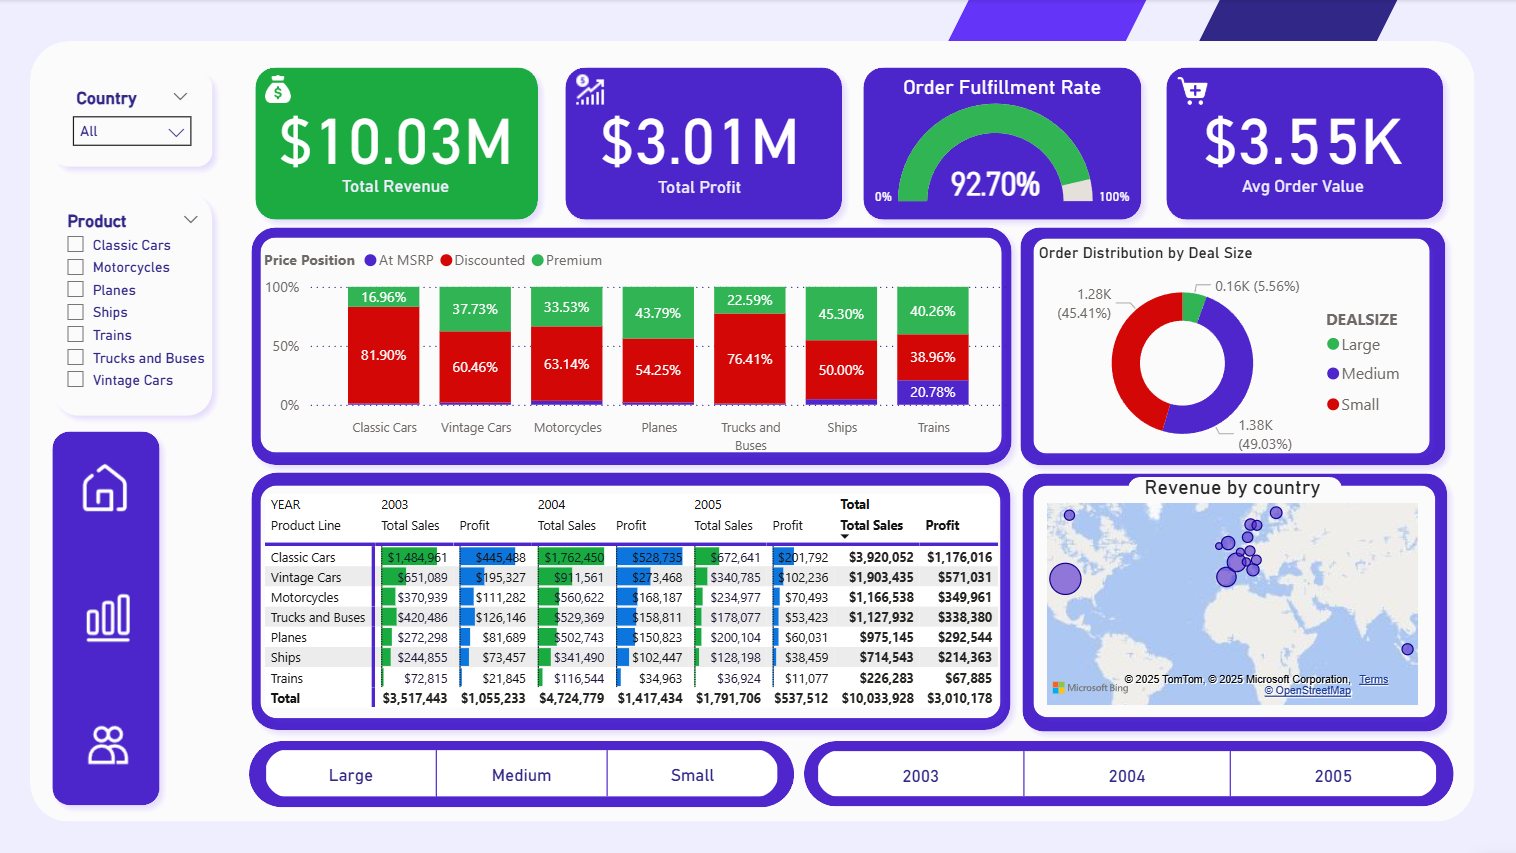 Country
All
Product
Classic Cars
Motorcycles
Planes
Ships
Trains
Trucks and Buses
Vintage Cars
$10.03M
Total Revenue
$3.01M
Total Profit
Order Fulfillment Rate
92.70%
0%
100%
$3.55K
Avg Order Value
Price Position At MSRP Discounted Premium
100%
50%
0%
16.96% 37.73% 33.53% 43.79% 22.59% 45.30% 40.26%
81.90% 60.46% 63.14% 54.25% 76.41% 50.00% 38.96%
20.78%
Classic Cars Vintage Cars Motorcycles Planes Trucks and Buses Ships Trains
Order Distribution by Deal Size
0.16K (5.56%)
1.28K
(45.41%)
1.38K
(49.03%)
DEALSIZE
Large
Medium
Small
YEAR 2003 2004 2005 Total
Product Line Total Sales Profit Total Sales Profit Total Sales Profit Total Sales Profit
Classic Cars $1,484,961 $445,488 $1,762,450 $528,735 $672,641 $201,792 $3,920,052 $1,176,016
Vintage Cars $651,089 $195,327 $911,561 $273,468 $340,785 $102,236 $1,903,435 $571,031
Motorcycles $370,939 $111,282 $560,622 $168,187 $234,977 $70,493 $1,166,538 $349,961
Trucks and Buses $420,486 $126,146 $529,369 $158,811 $178,077 $53,423 $1,127,932 $338,380
Planes $272,298 $81,689 $502,743 $150,823 $200,104 $60,031 $975,145 $292,544
Ships $244,855 $73,457 $341,490 $102,447 $128,198 $38,459 $714,543 $214,363
Trains $72,815 $21,845 $116,544 $34,963 $36,924 $11,077 $226,283 $67,885
Total $3,517,443 $1,055,233 $4,724,779 $1,417,434 $1,791,706 $537,512 $10,033,928 $3,010,178
Revenue by country
Microsoft Bing
© 2025 TomTom, © 2025 Microsoft Corporation, Terms
© OpenStreetMap
Large Medium Small
2003 2004 2005